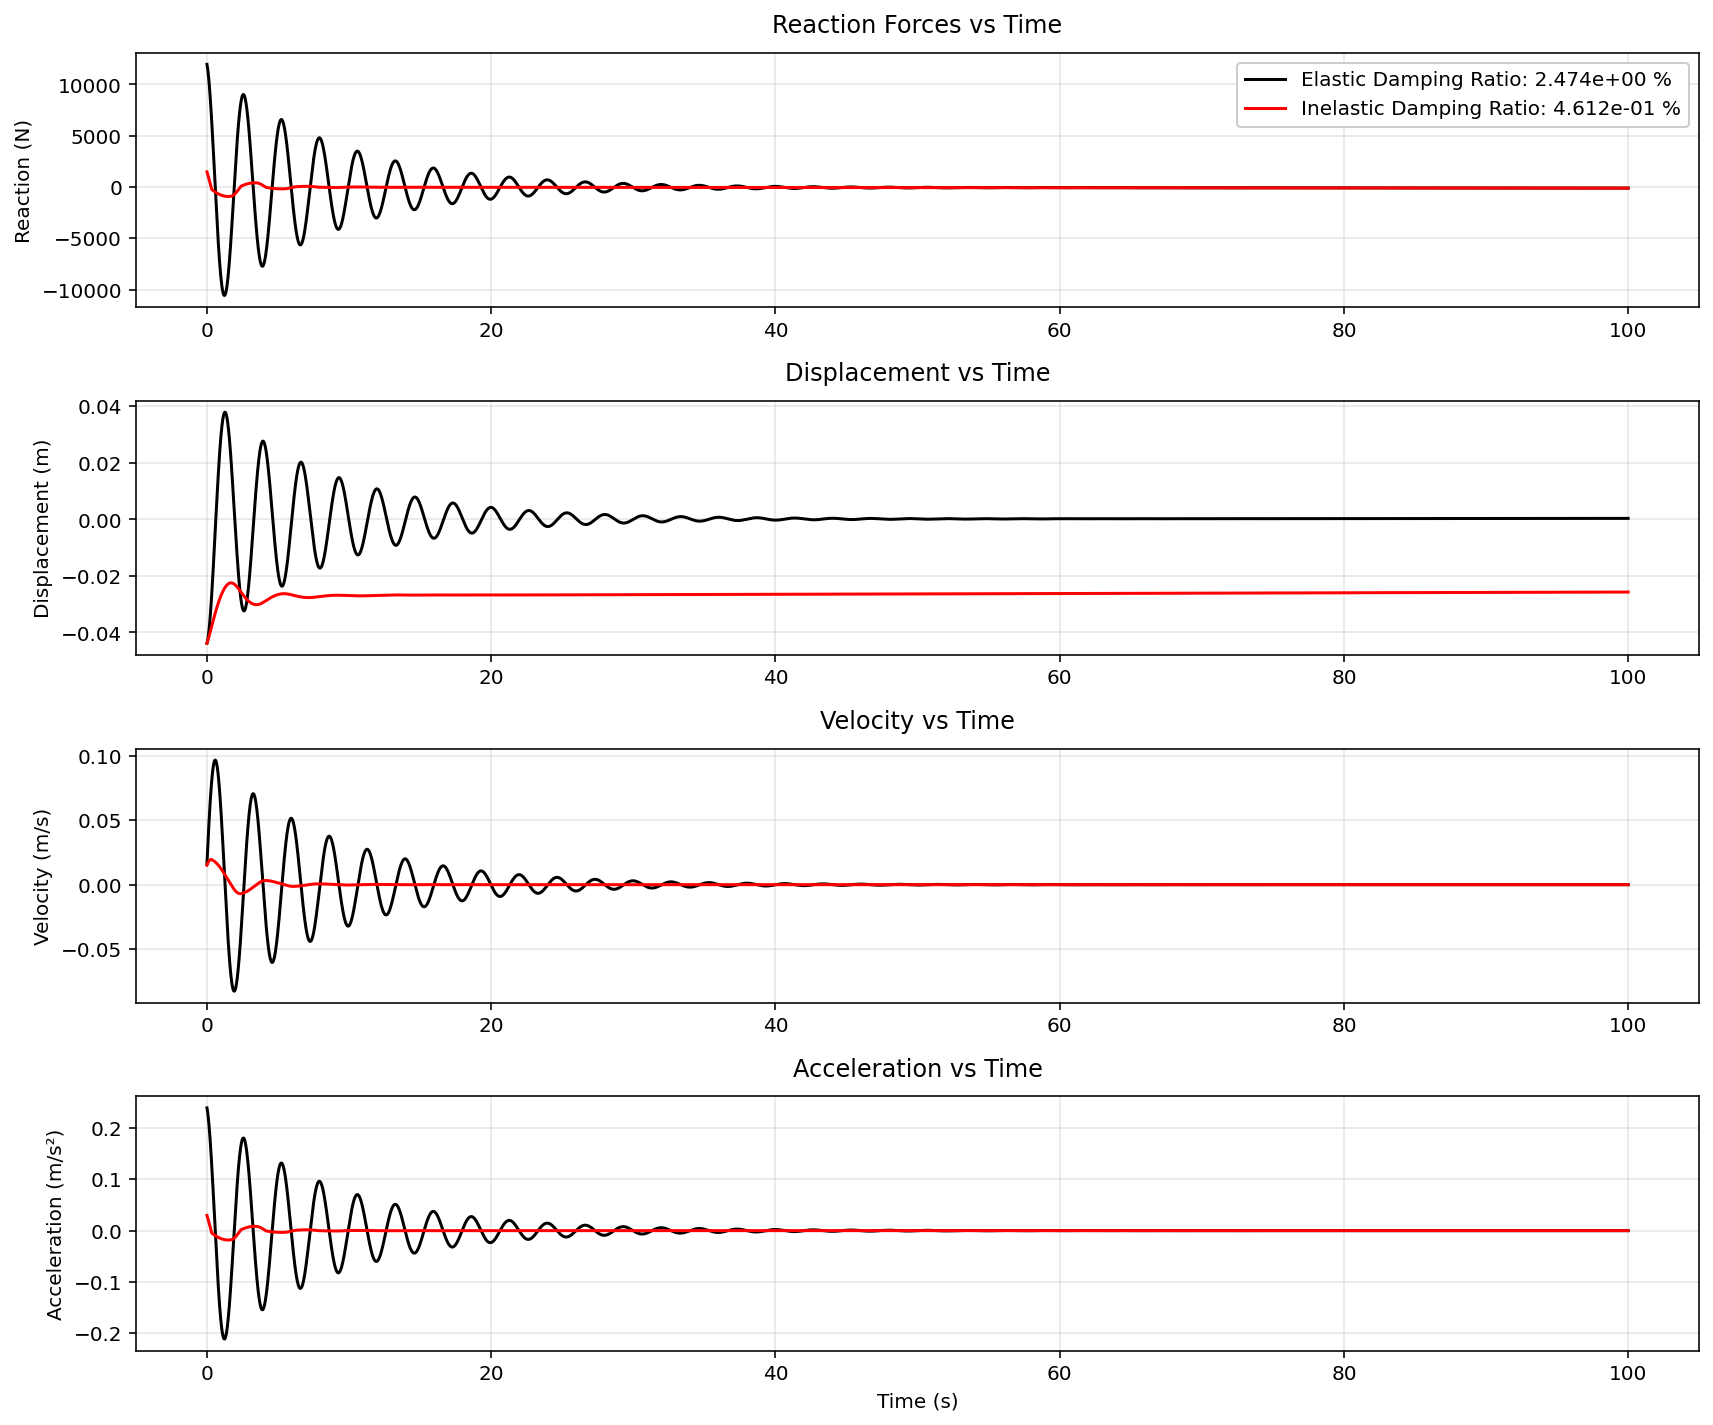 Reaction Forces vs Time
Reaction (N)
10000
5000
0
−5000
−10000
Elastic Damping Ratio: 2.474e+00 %
Inelastic Damping Ratio: 4.612e-01 %
0 20 40 60 80 100
Displacement vs Time
Displacement (m)
0.04
0.02
0.00
−0.02
−0.04
0 20 40 60 80 100
Velocity vs Time
Velocity (m/s)
0.10
0.05
0.00
−0.05
0 20 40 60 80 100
Acceleration vs Time
Acceleration (m/s²)
0.2
0.1
0.0
−0.1
−0.2
0 20 40 60 80 100
Time (s)